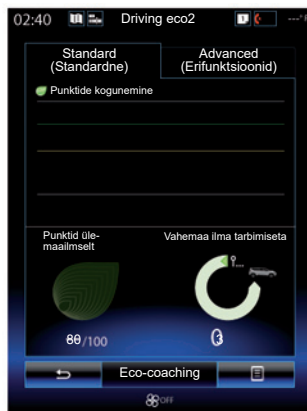 02:40 Driving eco2
Standard
(Standardne)
Advanced
(Erifunktsioonid)
Punktide kogunemine
Punktid üle-
maailmselt
Vahemaa ilma tarbimiseta
/100
Eco-coaching
OFF